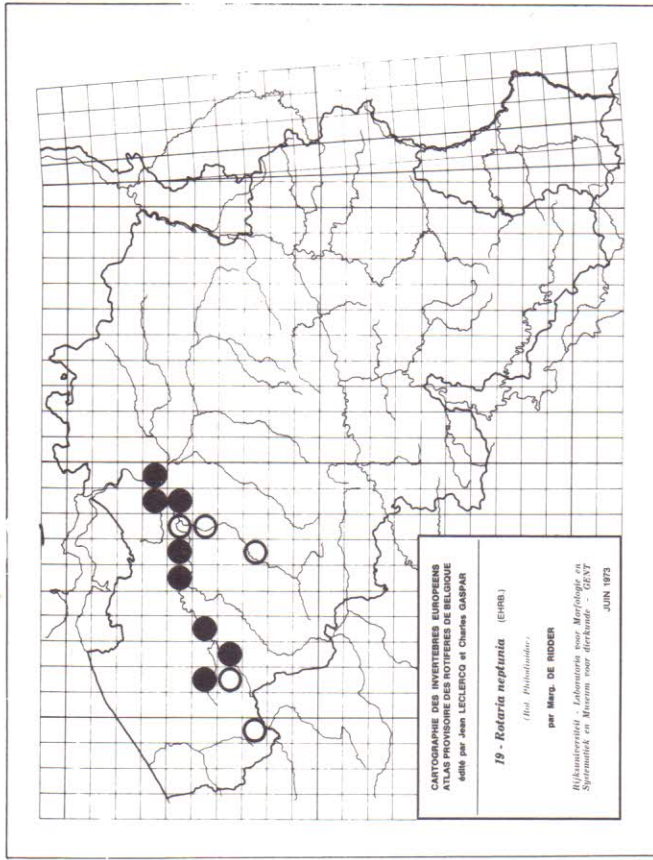 CARTOGRAPHIE DES INVERTEBRES EUROPEENS
ATLAS PROVISOIRE DES ROTIFERES DE BELGIQUE
édité par Jean LECLERCQ et Charles GASPAR
19 - Rotaria neptunia (EHRB.)
(Rot. Philodinidae)
par Marg. DE RIDDER
Rijksuniversiteit - Laboratoria voor Morfologie en
Systematiek en Museum voor dierkunde - GENT
JUIN 1973